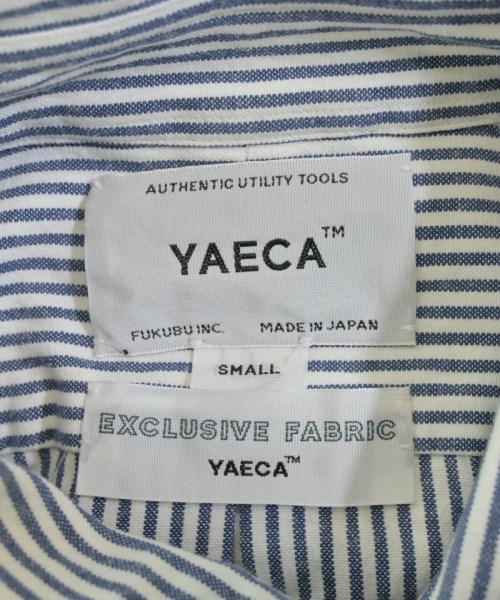 AUTHENTIC UTILITY TOOLS
YAECA™
FUKUBU INC. MADE IN JAPAN
SMALL
EXCLUSIVE FABRIC
YAECA™